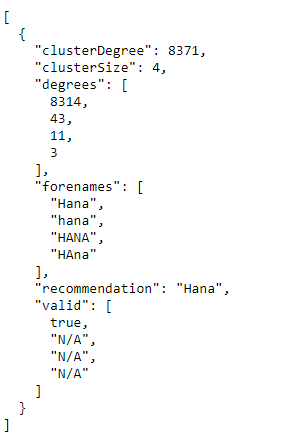 [
  {
    "clusterDegree": 8371,
    "clusterSize": 4,
    "degrees": [
      8314,
      43,
      11,
      3
    ],
    "forenames": [
      "Hana",
      "hana",
      "HANA",
      "HAna"
    ],
    "recommendation": "Hana",
    "valid": [
      true,
      "N/A",
      "N/A",
      "N/A"
    ]
  }
]